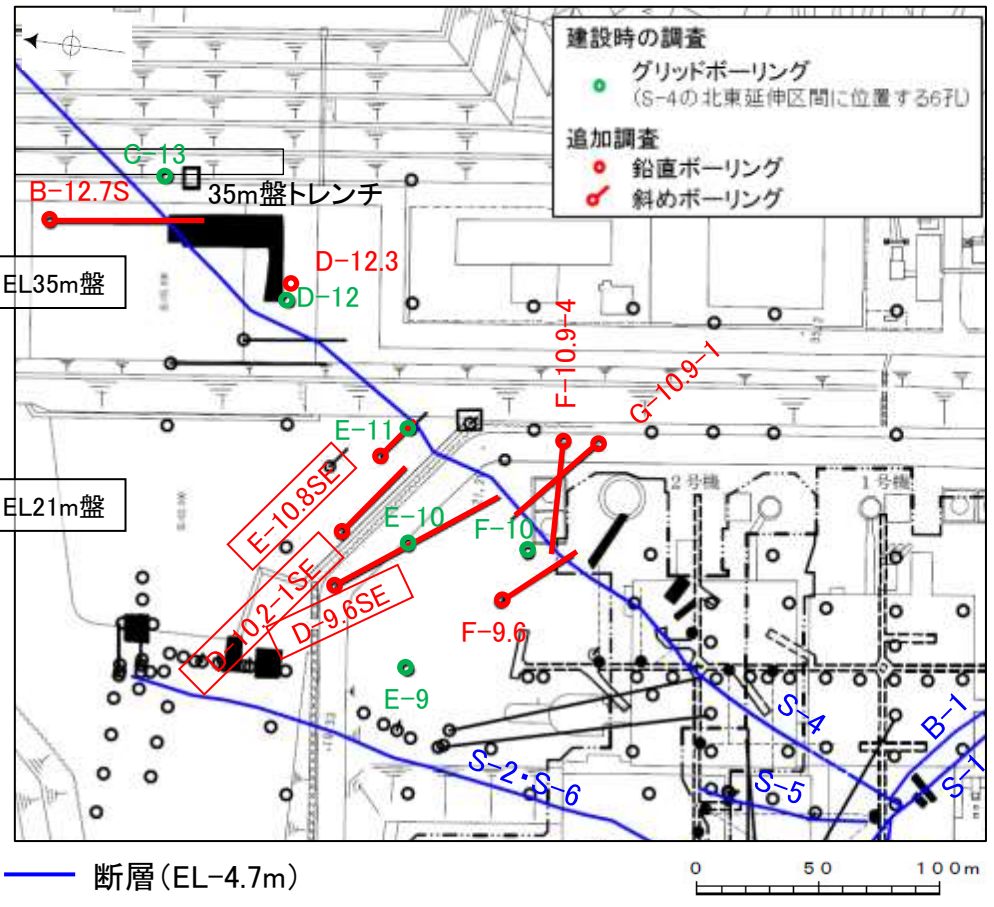 建設時の調査
グリッドボーリング
(S-4の北東延伸区間に位置する6孔)
追加調査
鉛直ボーリング
斜めボーリング
C-13
B-12.7S
35m盤トレンチ
D-12.3
D-12
EL35m盤
F-10.9-4
G-10.9-1
E-11
E-10.8SE
EL21m盤
2号機
1号機
E-10
F-10
D-10.2-1SE
D-9.6SE
F-9.6
E-9
S-4
B-1
S-1
S-2・S-6
S-5
断層(EL-4.7m)
0 50 100m